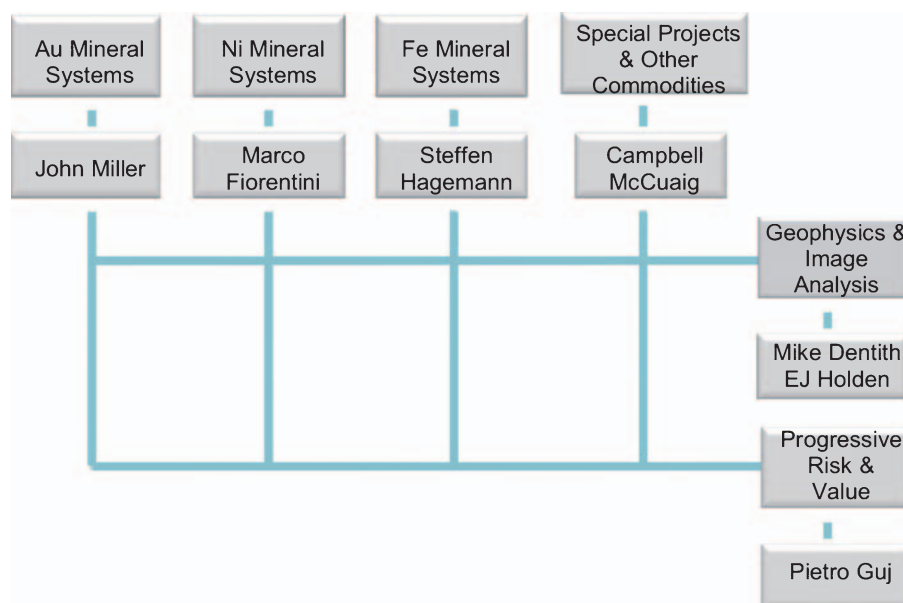 Au Mineral
Systems
Ni Mineral
Systems
Fe Mineral
Systems
Special Projects
& Other
Commodities
John Miller
Marco
Fiorentini
Steffen
Hagemann
Campbell
McCuaig
Geophysics &
Image
Analysis
Mike Dentith
EJ Holden
Progressive
Risk &
Value
Pietro Guj